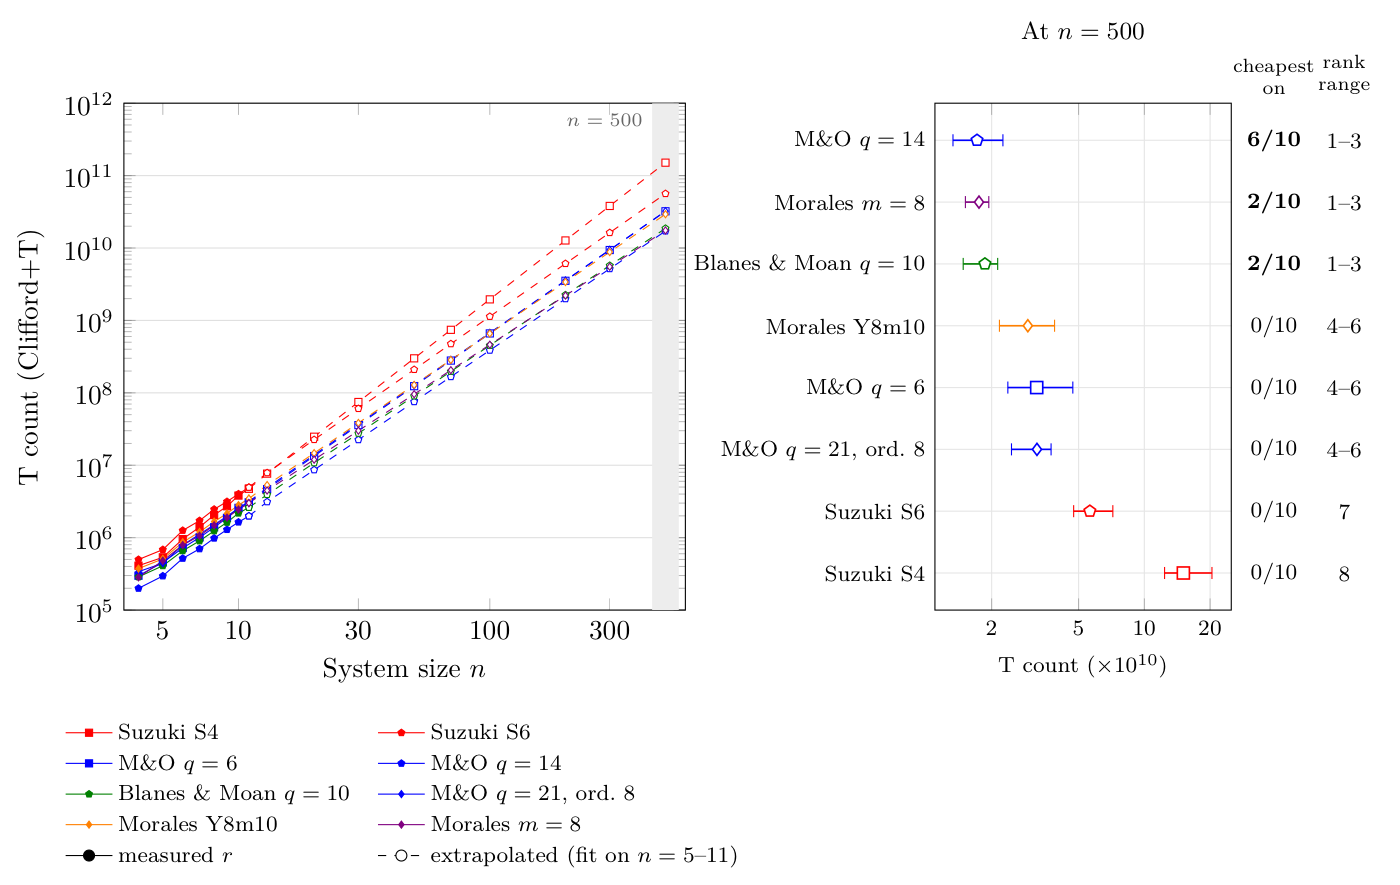 At n = 500
cheapest on
rank range
10^12
10^11
10^10
10^9
10^8
10^7
10^6
10^5
T count (Clifford+T)
n = 500
5 10 30 100 300
System size n
M&O q = 14 6/10 1–3
Morales m = 8 2/10 1–3
Blanes & Moan q = 10 2/10 1–3
Morales Y8m10 0/10 4–6
M&O q = 6 0/10 4–6
M&O q = 21, ord. 8 0/10 4–6
Suzuki S6 0/10 7
Suzuki S4 0/10 8
2 5 10 20
T count (×10^10)
Suzuki S4 Suzuki S6
M&O q = 6 M&O q = 14
Blanes & Moan q = 10 M&O q = 21, ord. 8
Morales Y8m10 Morales m = 8
measured r extrapolated (fit on n = 5–11)